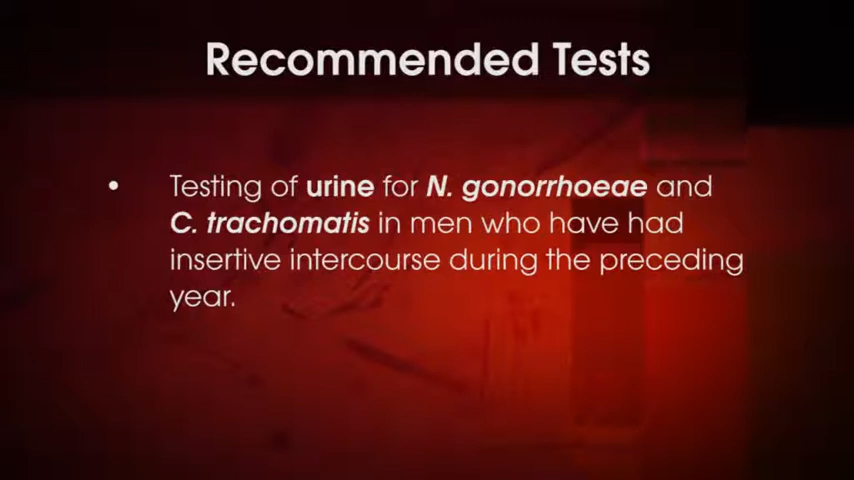 Recommended Tests
• Testing of urine for N. gonorrhoeae and
C. trachomatis in men who have had
insertive intercourse during the preceding
year.